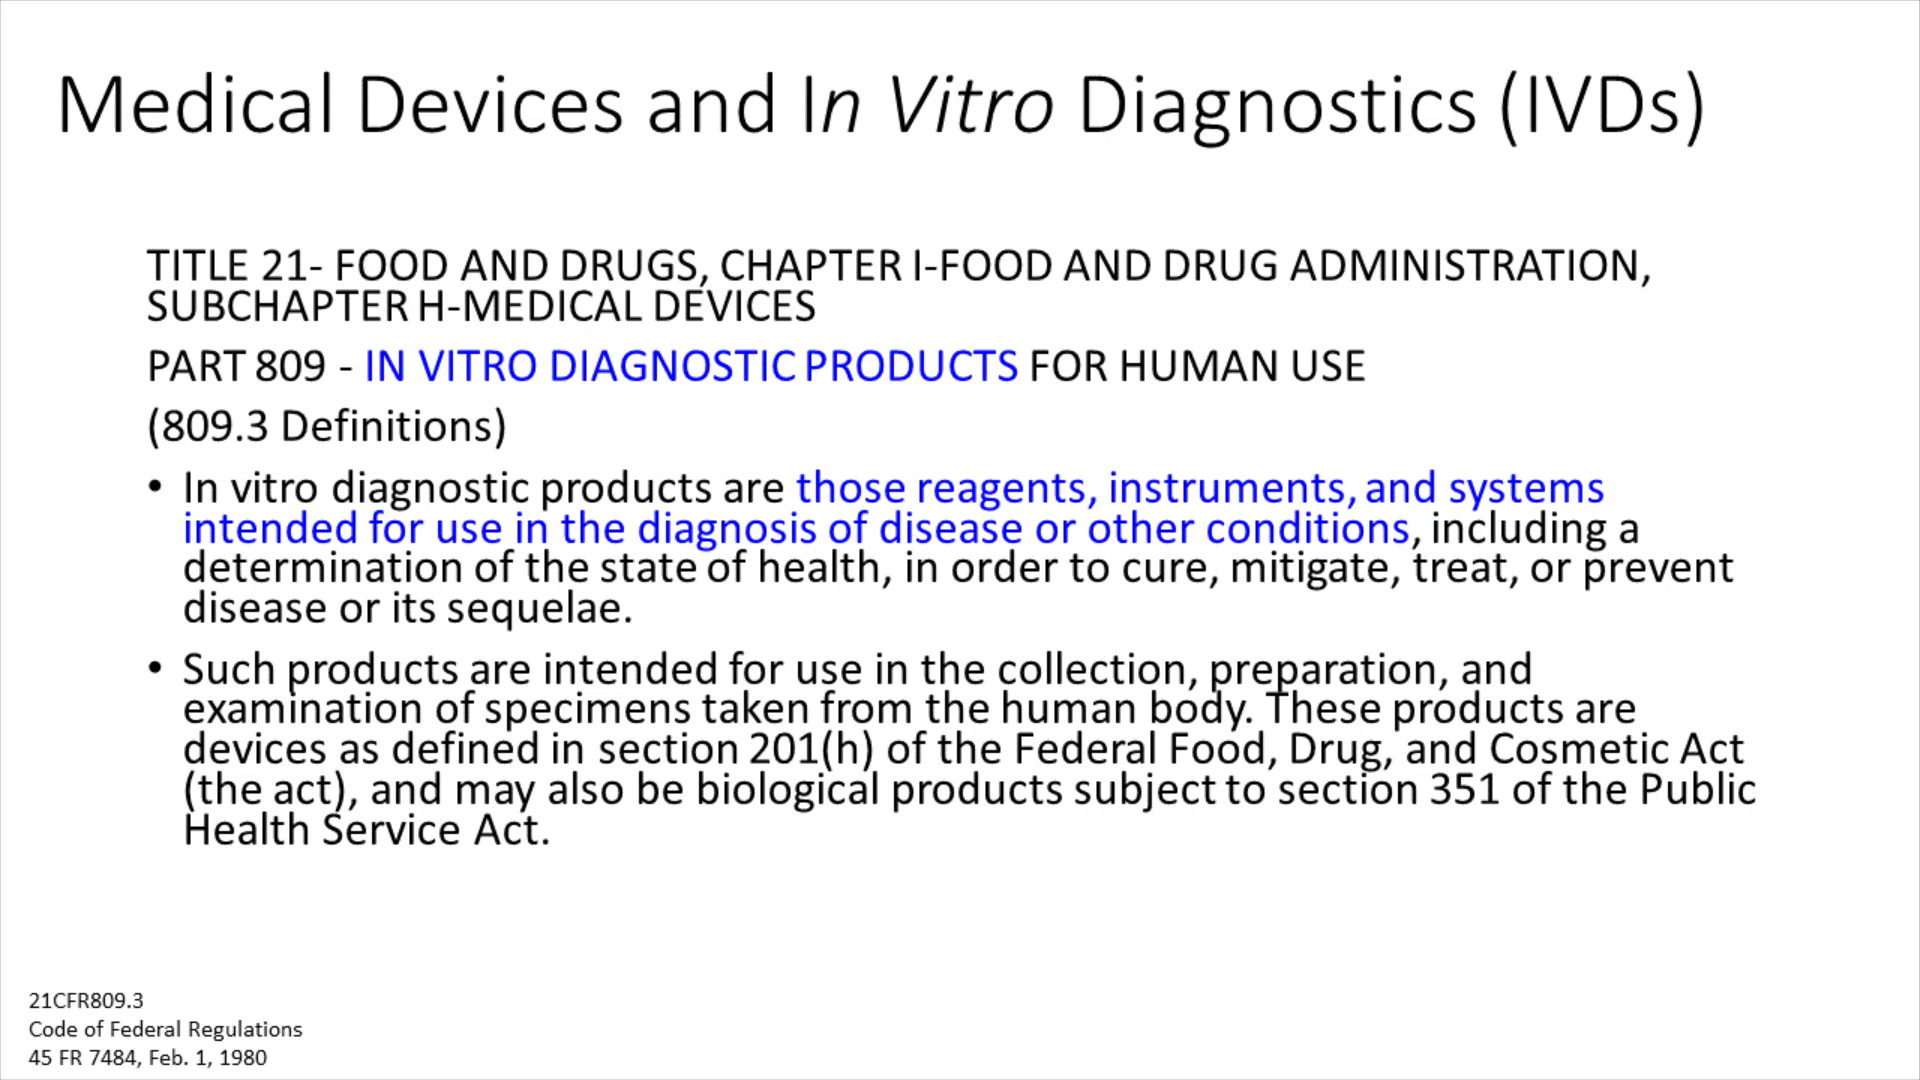 Medical Devices and In Vitro Diagnostics (IVDs)
TITLE 21- FOOD AND DRUGS, CHAPTER I-FOOD AND DRUG ADMINISTRATION,
SUBCHAPTER H-MEDICAL DEVICES
PART 809 - IN VITRO DIAGNOSTIC PRODUCTS FOR HUMAN USE
(809.3 Definitions)
• In vitro diagnostic products are those reagents, instruments, and systems
intended for use in the diagnosis of disease or other conditions, including a
determination of the state of health, in order to cure, mitigate, treat, or prevent
disease or its sequelae.
• Such products are intended for use in the collection, preparation, and
examination of specimens taken from the human body. These products are
devices as defined in section 201(h) of the Federal Food, Drug, and Cosmetic Act
(the act), and may also be biological products subject to section 351 of the Public
Health Service Act.
21CFR809.3
Code of Federal Regulations
45 FR 7484, Feb. 1, 1980